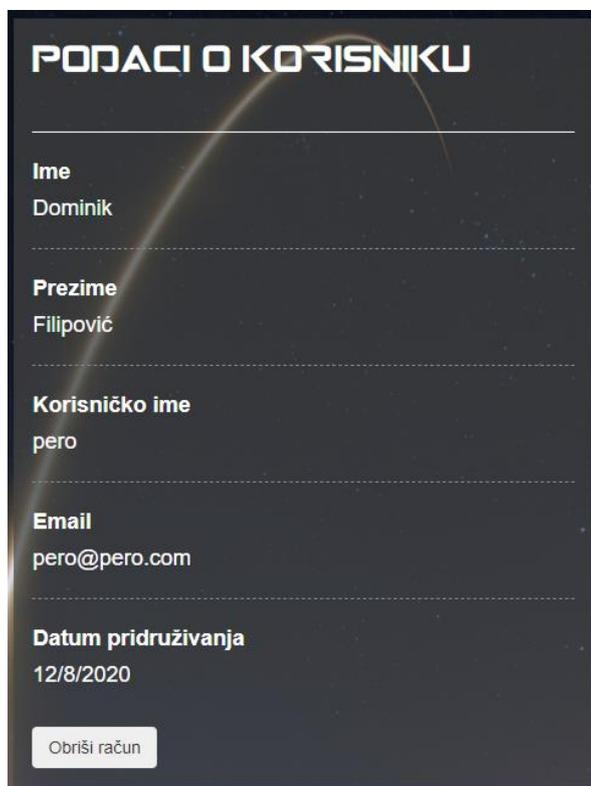 PODACI O KORISNIKU
Ime
Dominik
Prezime
Filipović
Korisničko ime
pero
Email
pero@pero.com
Datum pridruživanja
12/8/2020
Obriši račun